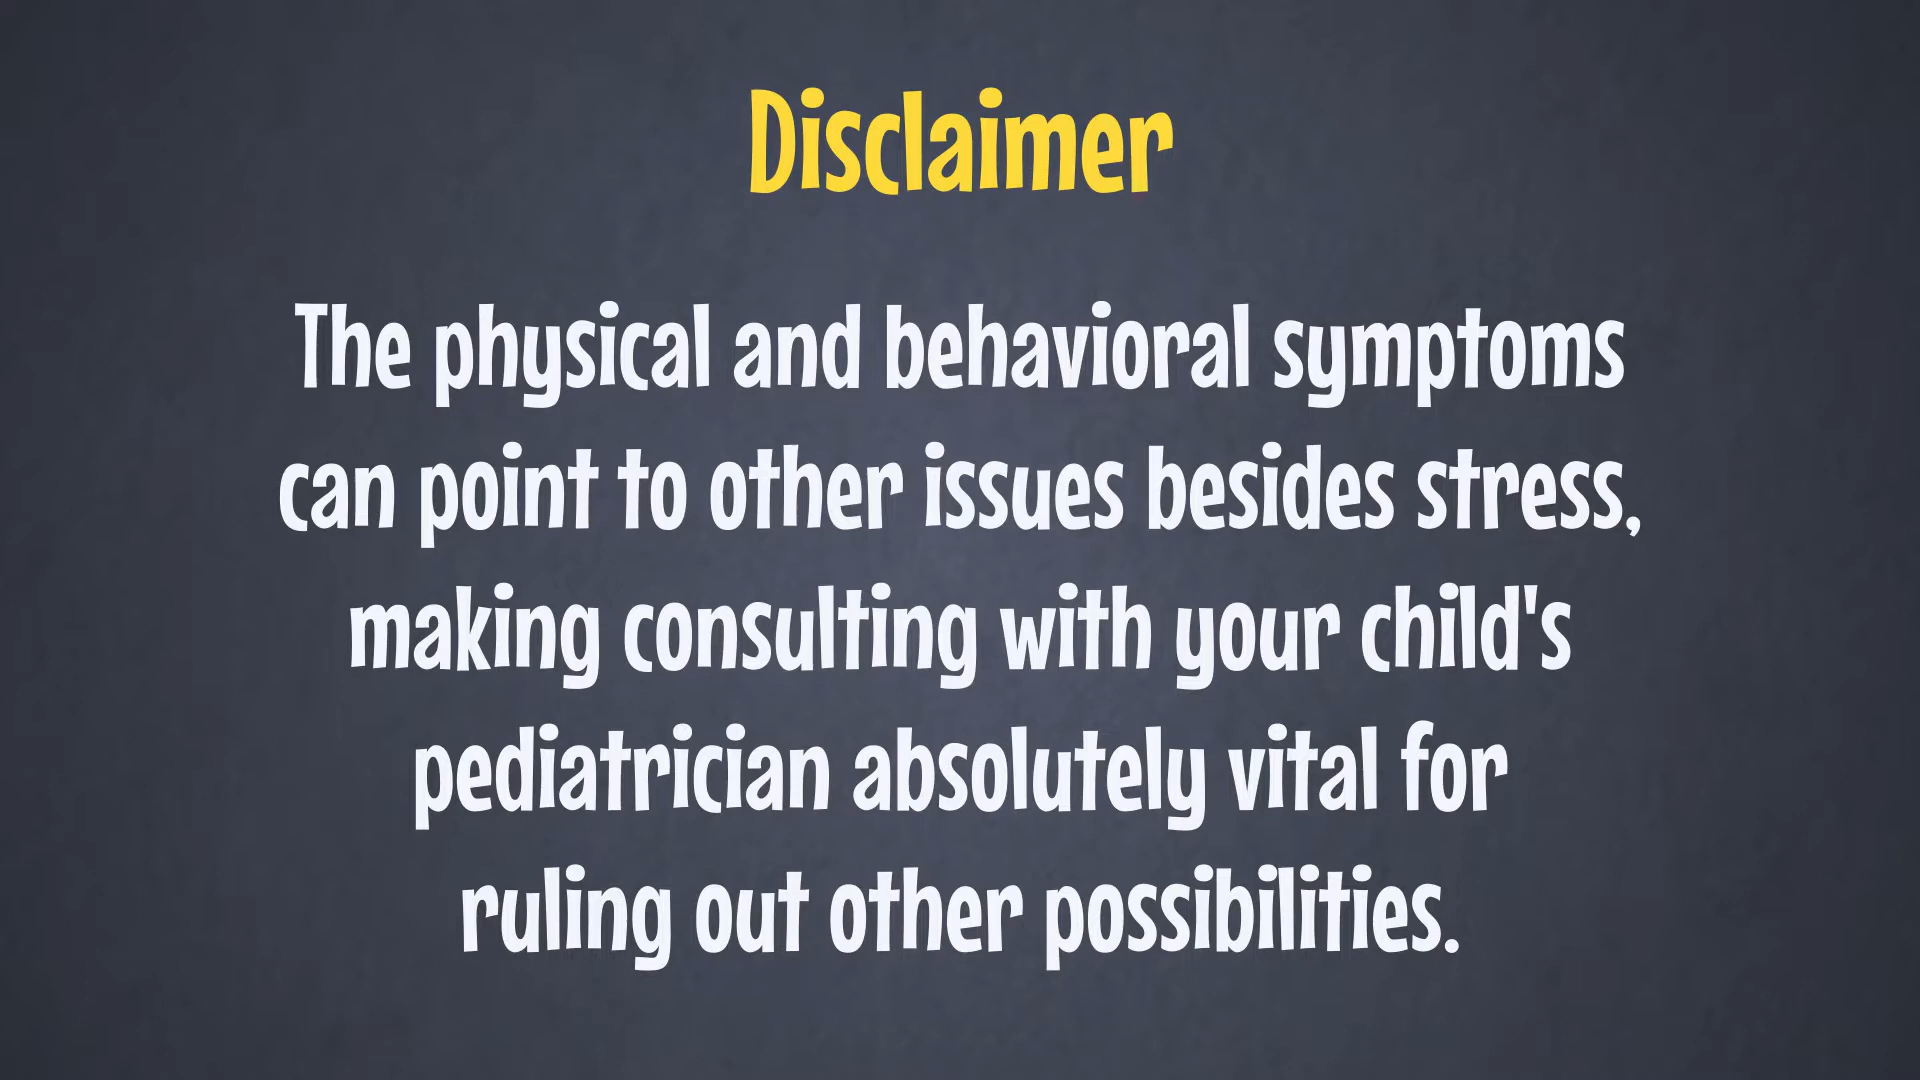 Disclaimer
The physical and behavioral symptoms
can point to other issues besides stress,
making consulting with your child's
pediatrician absolutely vital for
ruling out other possibilities.